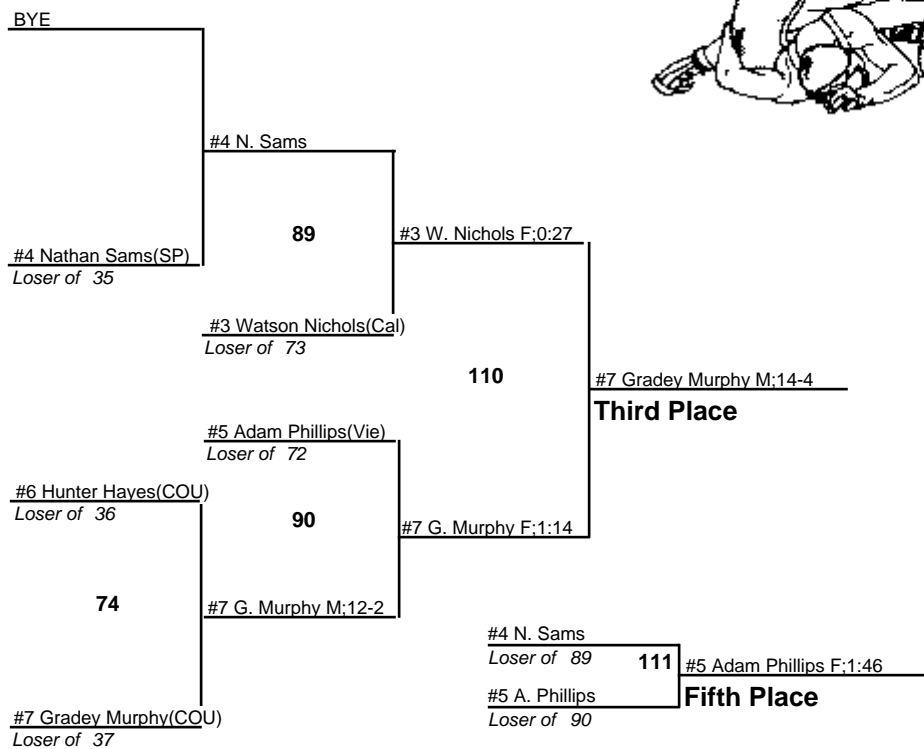 BYE
#4 N. Sams
89
#3 W. Nichols F;0:27
#4 Nathan Sams(SP)
Loser of 35
#3 Watson Nichols(Cal)
Loser of 73
110
#7 Gradey Murphy M;14-4
Third Place
#5 Adam Phillips(Vie)
Loser of 72
#6 Hunter Hayes(COU)
Loser of 36
90
#7 G. Murphy F;1:14
74
#7 G. Murphy M;12-2
#4 N. Sams
Loser of 89
111
#5 Adam Phillips F;1:46
Fifth Place
#5 A. Phillips
Loser of 90
#7 Gradey Murphy(COU)
Loser of 37